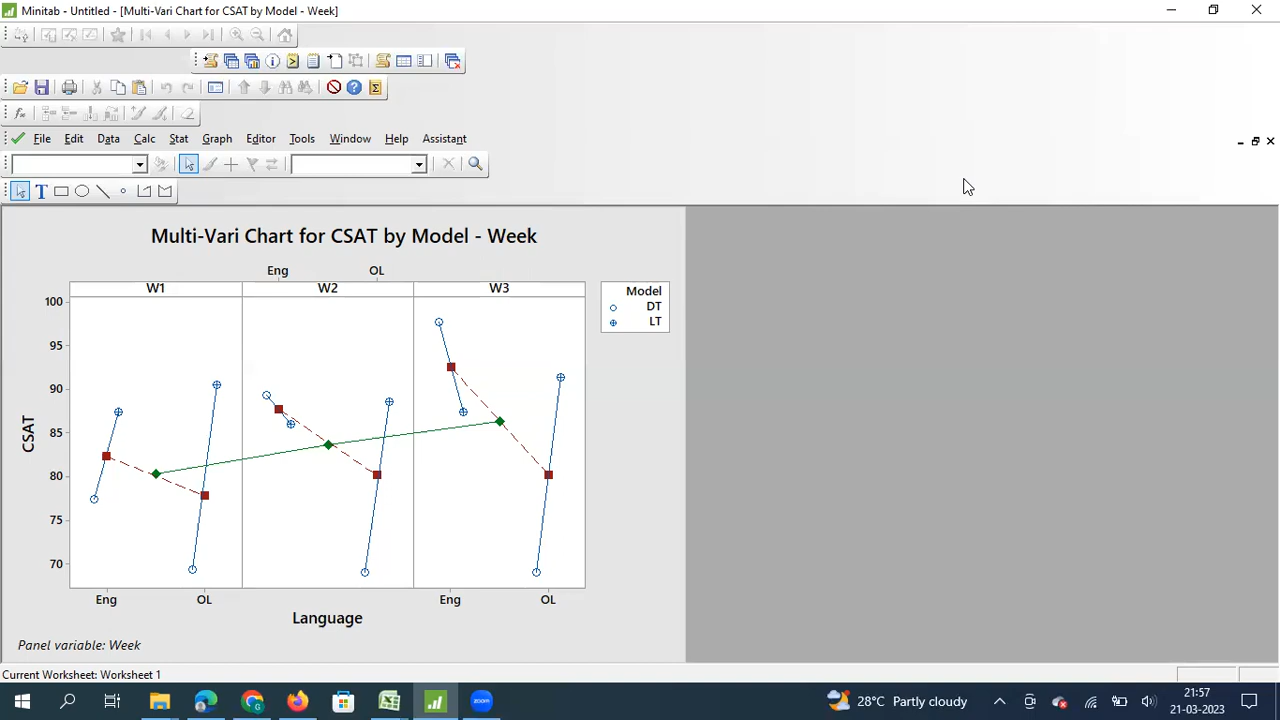 Minitab - Untitled - [Multi-Vari Chart for CSAT by Model - Week]
File Edit Data Calc Stat Graph Editor Tools Window Help Assistant
Multi-Vari Chart for CSAT by Model - Week
Eng OL
W1 W2 W3
Model
DT
LT
100
95
90
85
80
75
70
CSAT
Eng OL Eng OL
Language
Panel variable: Week
Current Worksheet: Worksheet 1
zoom
28°C Partly cloudy
21:57
21-03-2023